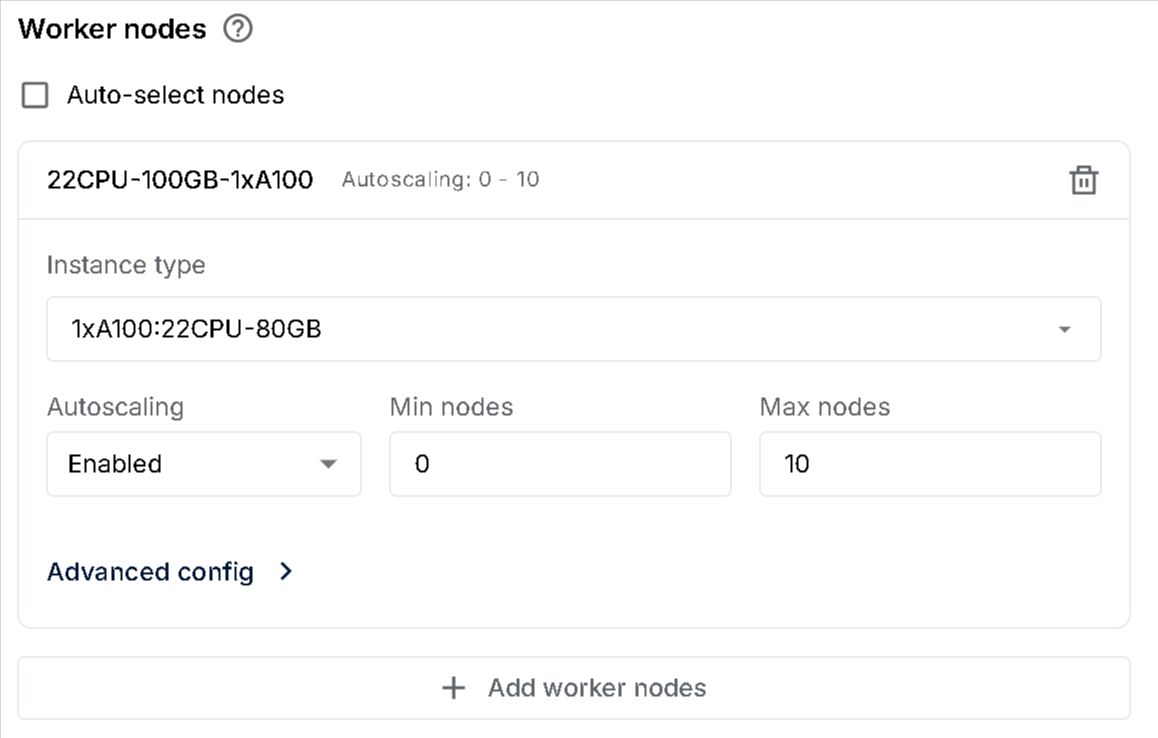 Worker nodes ?
Auto-select nodes
22CPU-100GB-1xA100 Autoscaling: 0 - 10
Instance type
1xA100:22CPU-80GB
Autoscaling Min nodes Max nodes
Enabled 0 10
Advanced config >
+ Add worker nodes